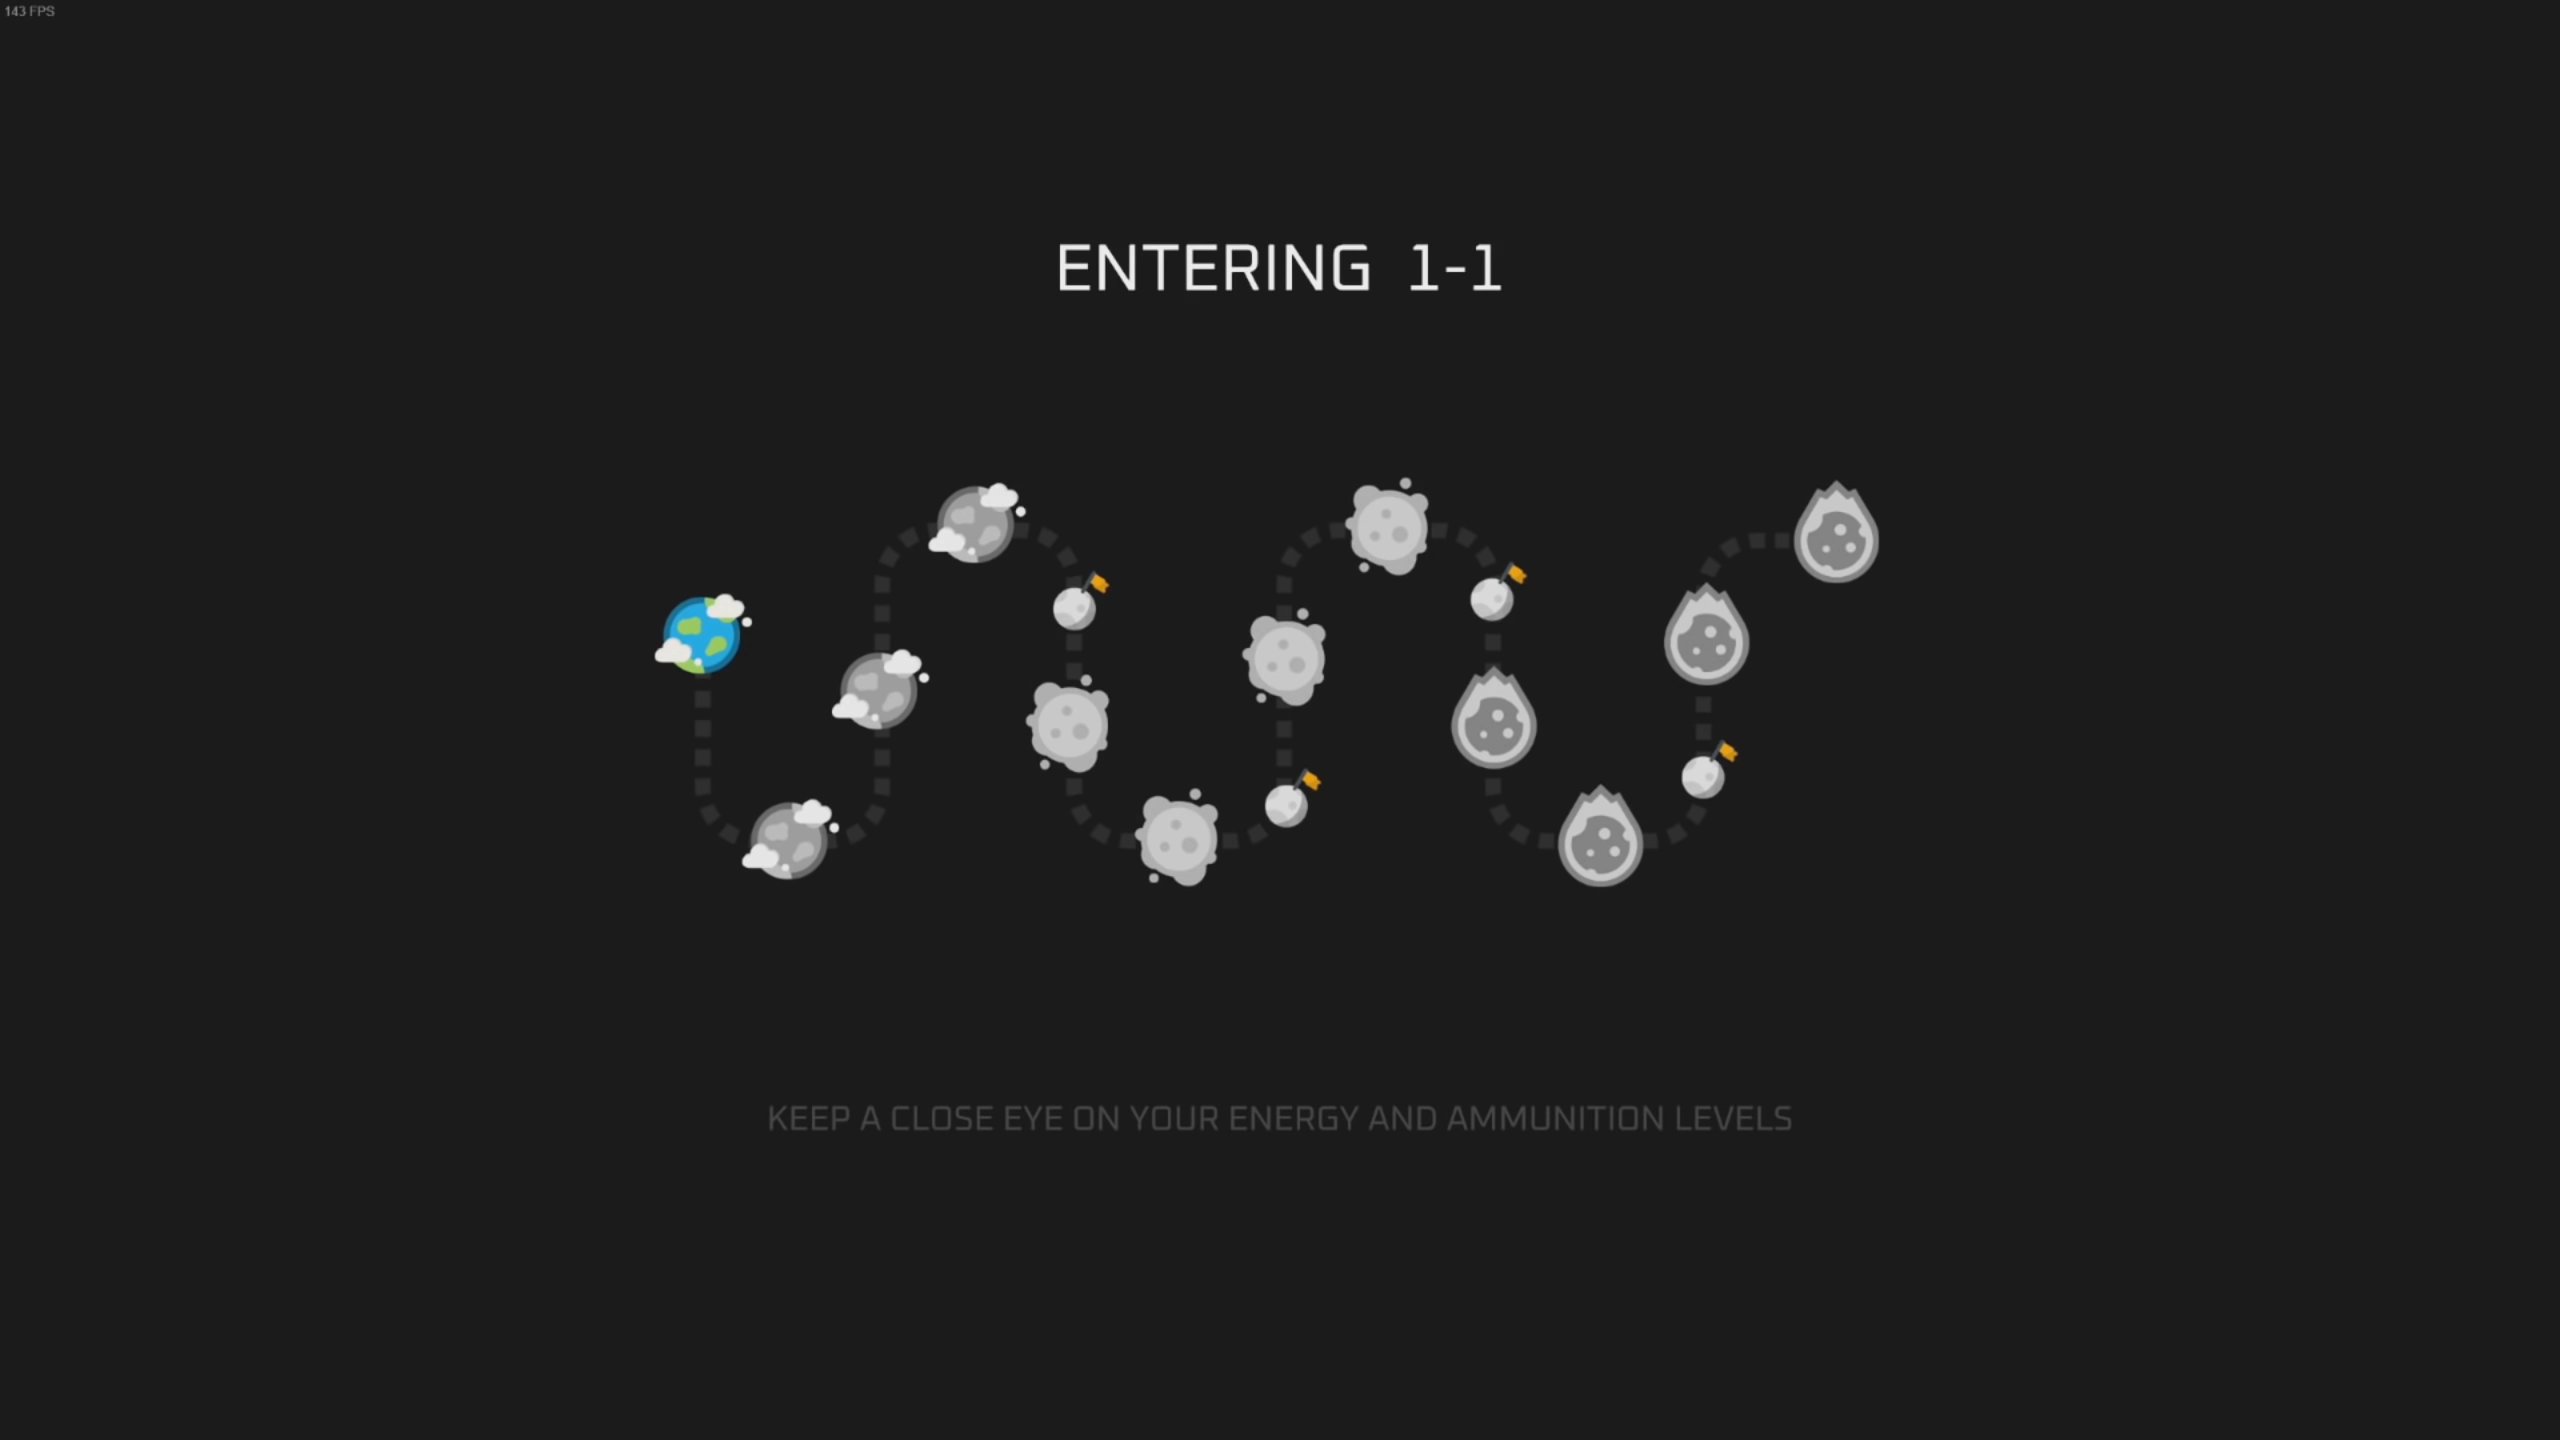 143 FPS
ENTERING 1-1
KEEP A CLOSE EYE ON YOUR ENERGY AND AMMUNITION LEVELS